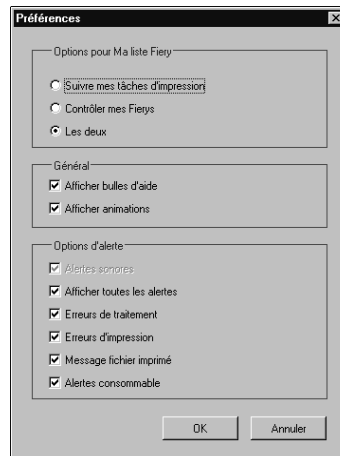 Préférences
Options pour Ma liste Fiery
Suivre mes tâches d'impression
Contrôler mes Fierys
Les deux
Général
Afficher bulles d'aide
Afficher animations
Options d'alerte
Alertes sonores
Afficher toutes les alertes
Erreurs de traitement
Erreurs d'impression
Message fichier imprimé
Alertes consommable
OK
Annuler